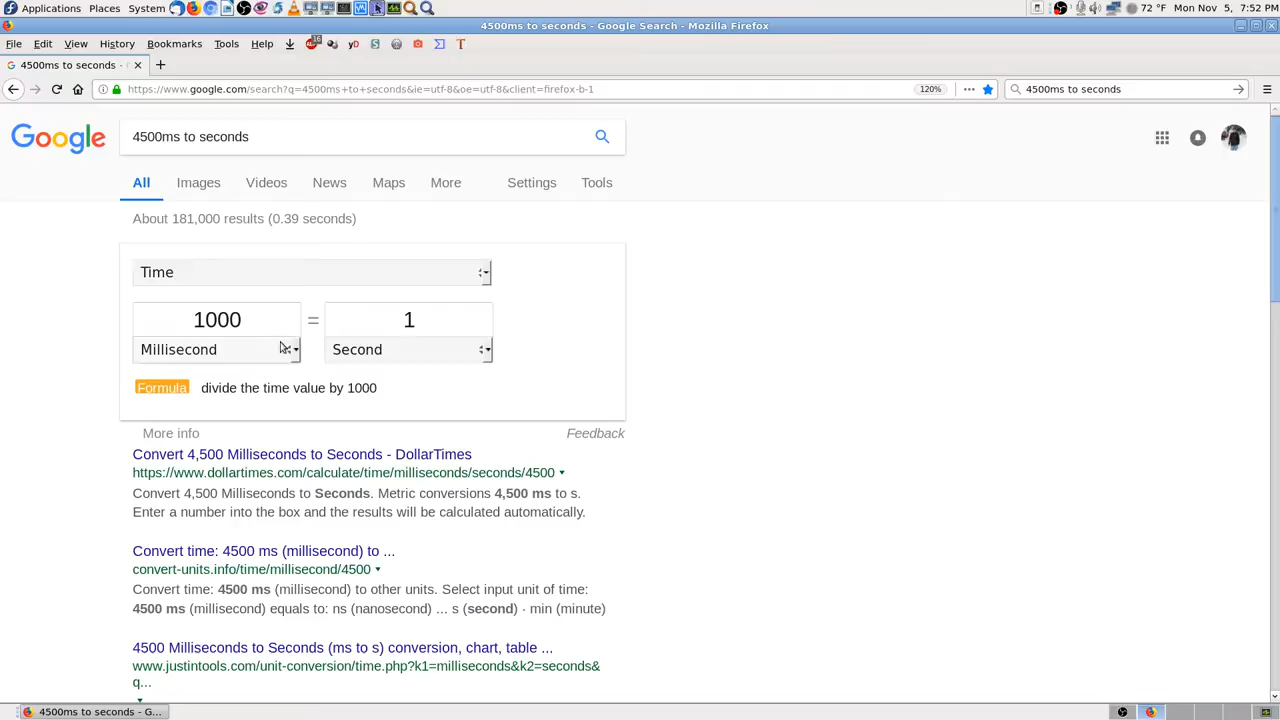 Applications Places System 72 °F Mon Nov 5, 7:52 PM
4500ms to seconds - Google Search - Mozilla Firefox
File Edit View History Bookmarks Tools Help 16 yD S Σ T
G 4500ms to seconds - × +
https://www.google.com/search?q=4500ms+to+seconds&ie=utf-8&oe=utf-8&client=firefox-b-1 120% 4500ms to seconds
Google 4500ms to seconds
All Images Videos News Maps More Settings Tools
About 181,000 results (0.39 seconds)
Time
1000 = 1
Millisecond Second
Formula divide the time value by 1000
More info Feedback
Convert 4,500 Milliseconds to Seconds - DollarTimes
https://www.dollartimes.com/calculate/time/milliseconds/seconds/4500
Convert 4,500 Milliseconds to Seconds. Metric conversions 4,500 ms to s.
Enter a number into the box and the results will be calculated automatically.
Convert time: 4500 ms (millisecond) to ...
convert-units.info/time/millisecond/4500
Convert time: 4500 ms (millisecond) to other units. Select input unit of time:
4500 ms (millisecond) equals to: ns (nanosecond) ... s (second) · min (minute)
4500 Milliseconds to Seconds (ms to s) conversion, chart, table ...
www.justintools.com/unit-conversion/time.php?k1=milliseconds&k2=seconds&
q...
4500ms to seconds - G...